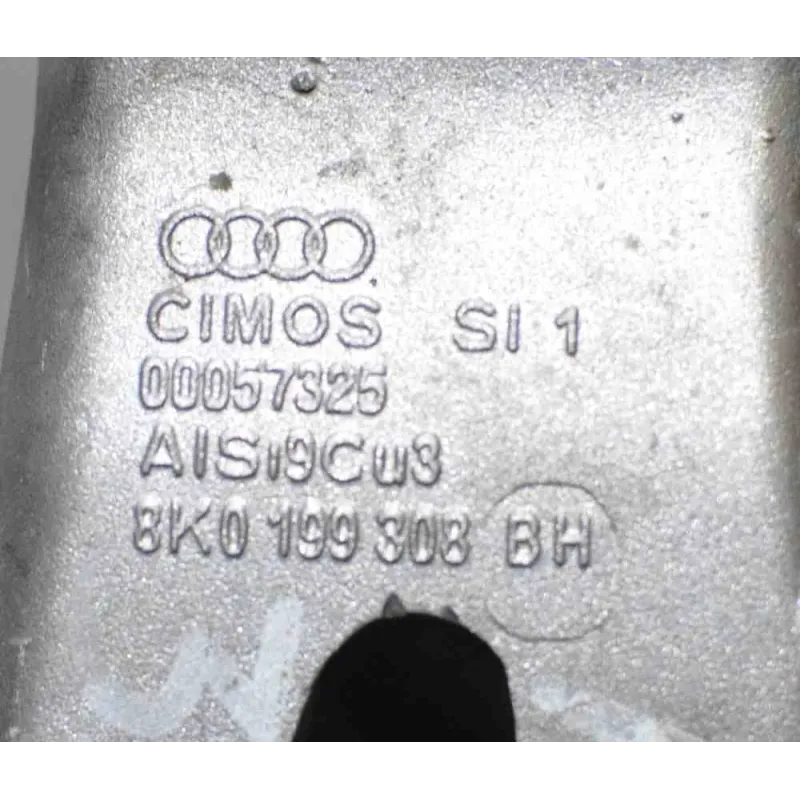 CIMOS SI 1
00057325
AlSi9Cu3
8K0 199 308 BH